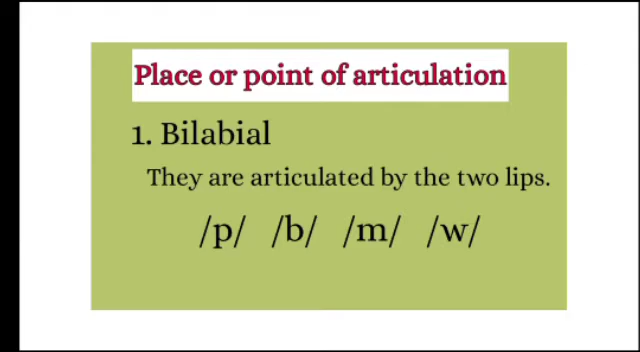 Place or point of articulation
1. Bilabial
They are articulated by the two lips.
/p/ /b/ /m/ /w/